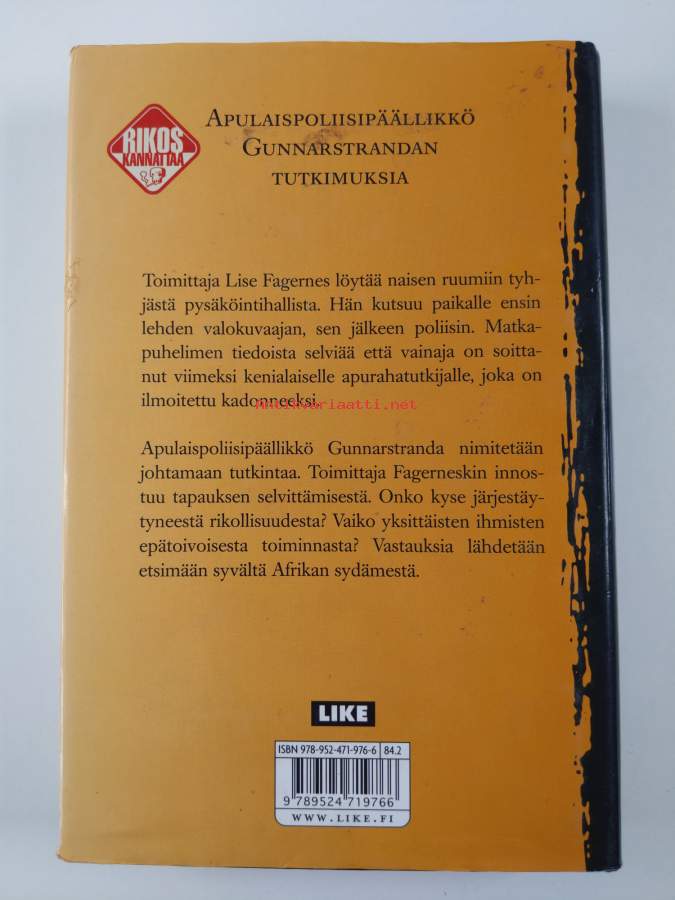 RIKOS
KANNATTAA
APULAISPOLIISIPÄÄLLIKKÖ
GUNNARSTRANDAN
TUTKIMUKSIA
Toimittaja Lise Fagernes löytää naisen ruumiin tyh-
jästä pysäköintihallista. Hän kutsuu paikalle ensin
lehden valokuvaajan, sen jälkeen poliisin. Matka-
puhelimen tiedoista selviää että vainaja on soitta-
nut viimeksi kenialaiselle apurahatutkijalle, joka on
ilmoitettu kadonneeksi.
antikvariaatti.net
Apulaispoliisipäällikkö Gunnarstranda nimitetään
johtamaan tutkintaa. Toimittaja Fagerneskin innos-
tuu tapauksen selvittämisestä. Onko kyse järjestäy-
tyneestä rikollisuudesta? Vaiko yksittäisten ihmisten
epätoivoisesta toiminnasta? Vastauksia lähdetään
etsimään syvältä Afrikan sydämestä.
LIKE
ISBN 978-952-471-976-6 84.2
9 789524 719766
WWW.LIKE.FI